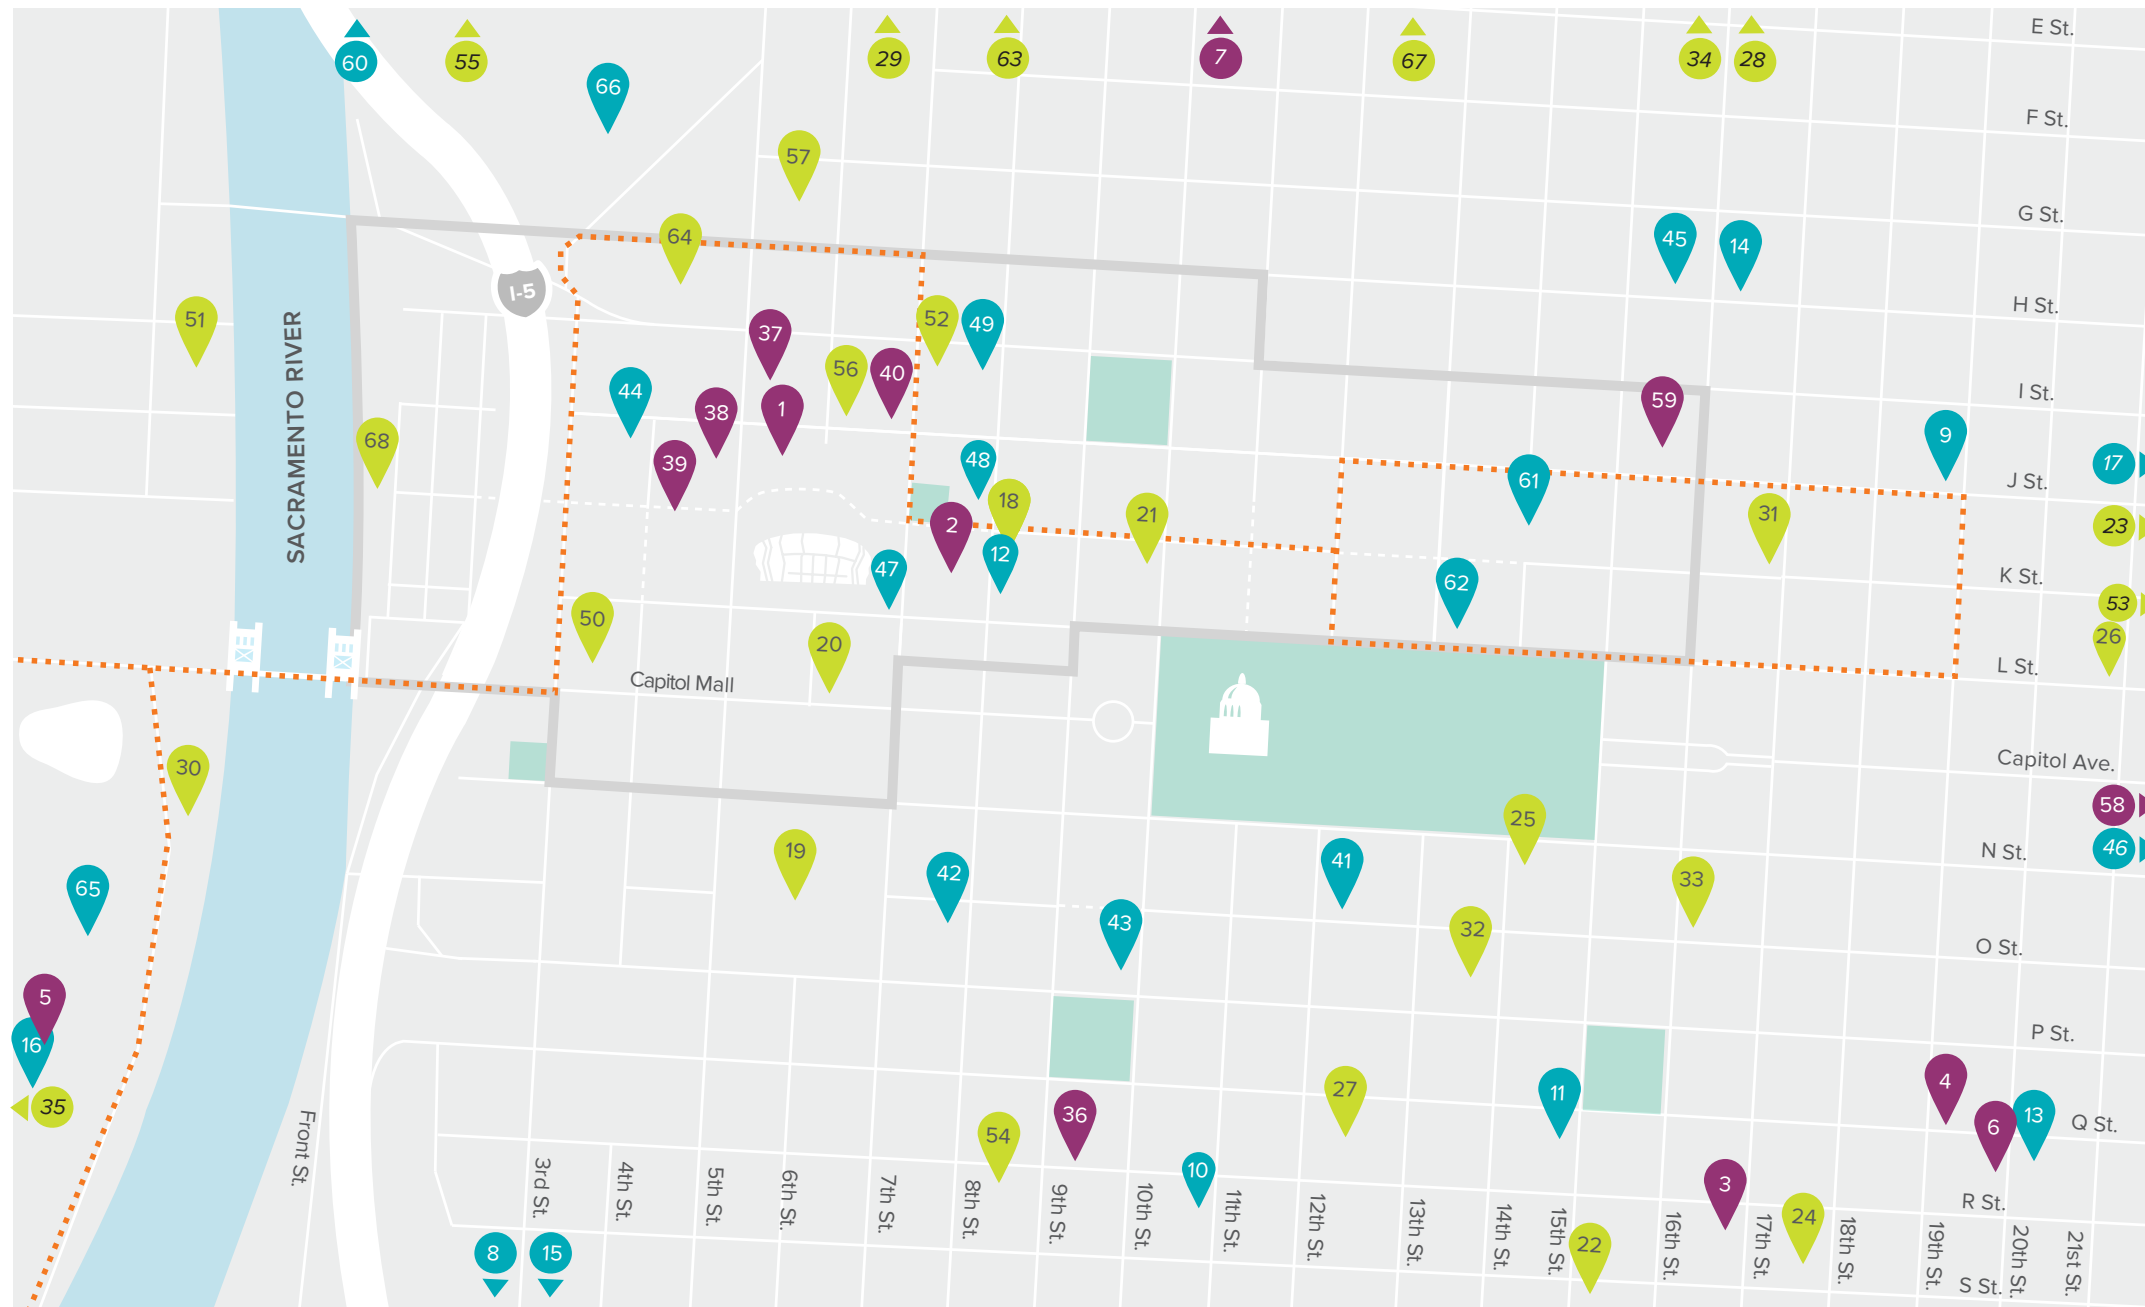 E St.
60
55
29
63
7
67
34
28
66
F St.
57
G St.
64
45
14
I-5
H St.
51
52
49
37
56
40
I St.
44
38
1
59
68
39
48
9
17
SACRAMENTO RIVER
61
J St.
18
21
31
2
23
12
47
62
K St.
50
53
20
26
L St.
Capitol Mall
30
Capitol Ave.
58
25
46
19
N St.
42
41
65
33
43
32
O St.
5
16
P St.
35
27
11
4
Front St.
36
54
6
13
Q St.
10
3
R St.
3rd St.
4th St.
5th St.
6th St.
7th St.
8th St.
9th St.
10th St.
11th St.
12th St.
13th St.
14th St.
15th St.
16th St.
17th St.
18th St.
19th St.
20th St.
21st St.
24
22
8
15
S St.